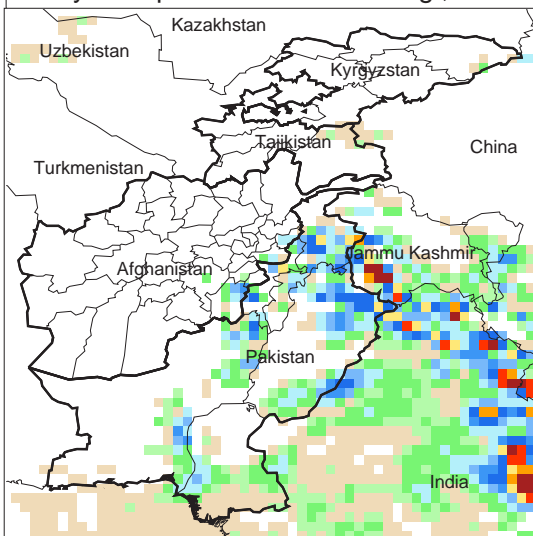 Kazakhstan
Uzbekistan
Kyrgyzstan
Tajikistan
China
Turkmenistan
Jammu Kashmir
Afghanistan
Pakistan
India